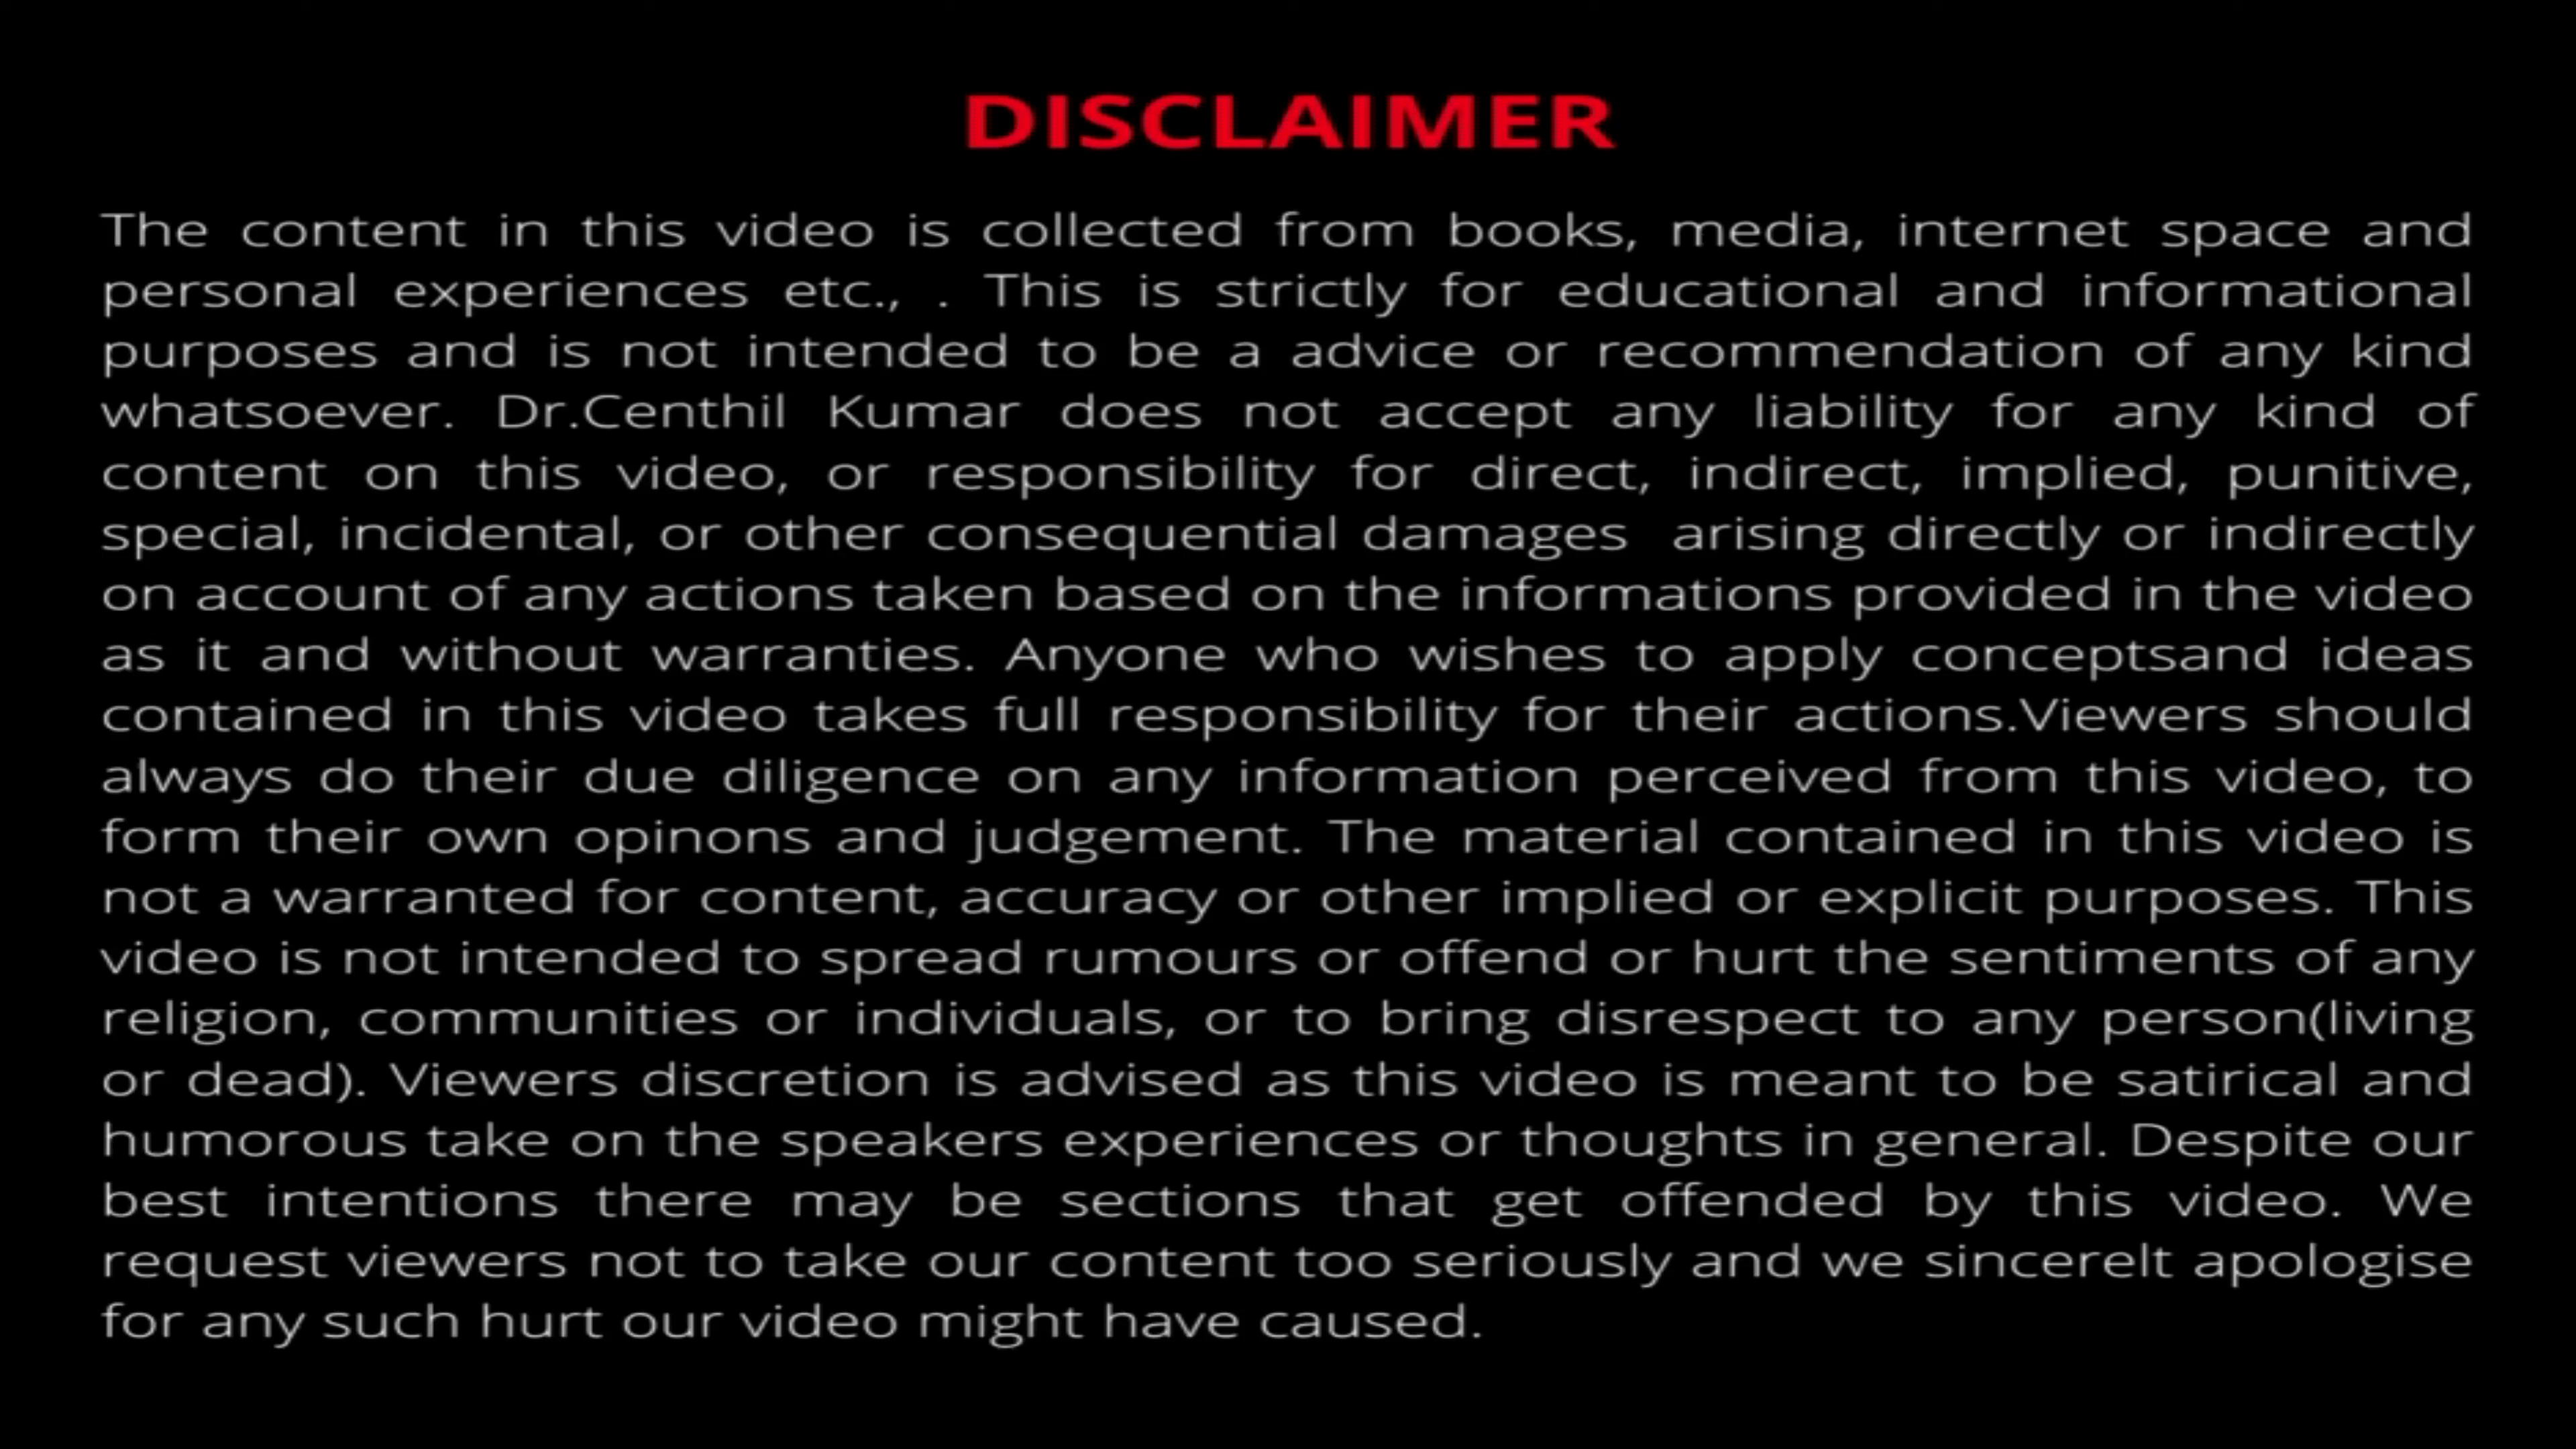 DISCLAIMER
The content in this video is collected from books, media, internet space and
personal experiences etc., . This is strictly for educational and informational
purposes and is not intended to be a advice or recommendation of any kind
whatsoever. Dr.Centhil Kumar does not accept any liability for any kind of
content on this video, or responsibility for direct, indirect, implied, punitive,
special, incidental, or other consequential damages arising directly or indirectly
on account of any actions taken based on the informations provided in the video
as it and without warranties. Anyone who wishes to apply conceptsand ideas
contained in this video takes full responsibility for their actions.Viewers should
always do their due diligence on any information perceived from this video, to
form their own opinons and judgement. The material contained in this video is
not a warranted for content, accuracy or other implied or explicit purposes. This
video is not intended to spread rumours or offend or hurt the sentiments of any
religion, communities or individuals, or to bring disrespect to any person(living
or dead). Viewers discretion is advised as this video is meant to be satirical and
humorous take on the speakers experiences or thoughts in general. Despite our
best intentions there may be sections that get offended by this video. We
request viewers not to take our content too seriously and we sincerelt apologise
for any such hurt our video might have caused.